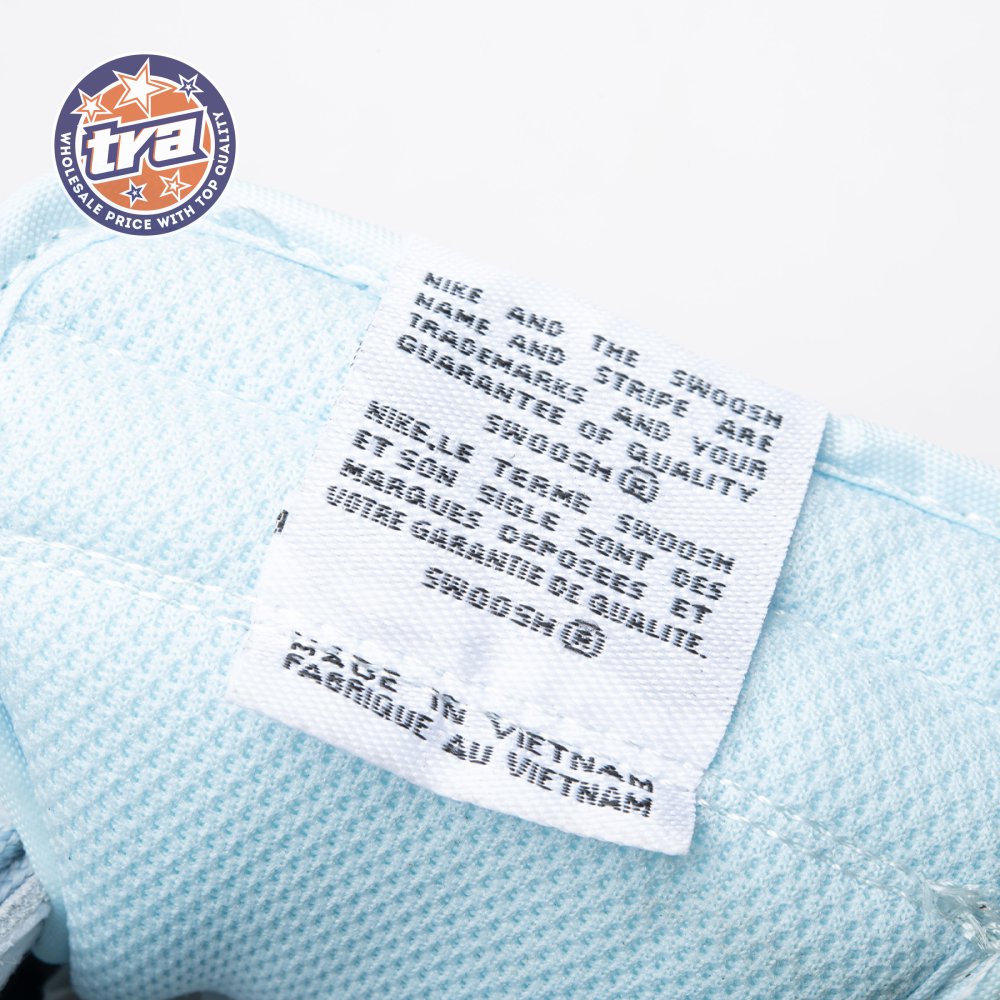 tra
WHOLESALE PRICE WITH TOP QUALITY
NIKE AND THE SWOOSH
NAME AND STRIPE ARE
TRADEMARKS AND YOUR
GUARANTEE OF QUALITY
SWOOSH ®
NIKE, LE TERME SWOOSH
ET SON SIGLE SONT DES
MARQUES DEPOSEES ET
VOTRE GARANTIE DE QUALITE.
SWOOSH ®
MADE IN VIETNAM
FABRIQUE AU VIETNAM